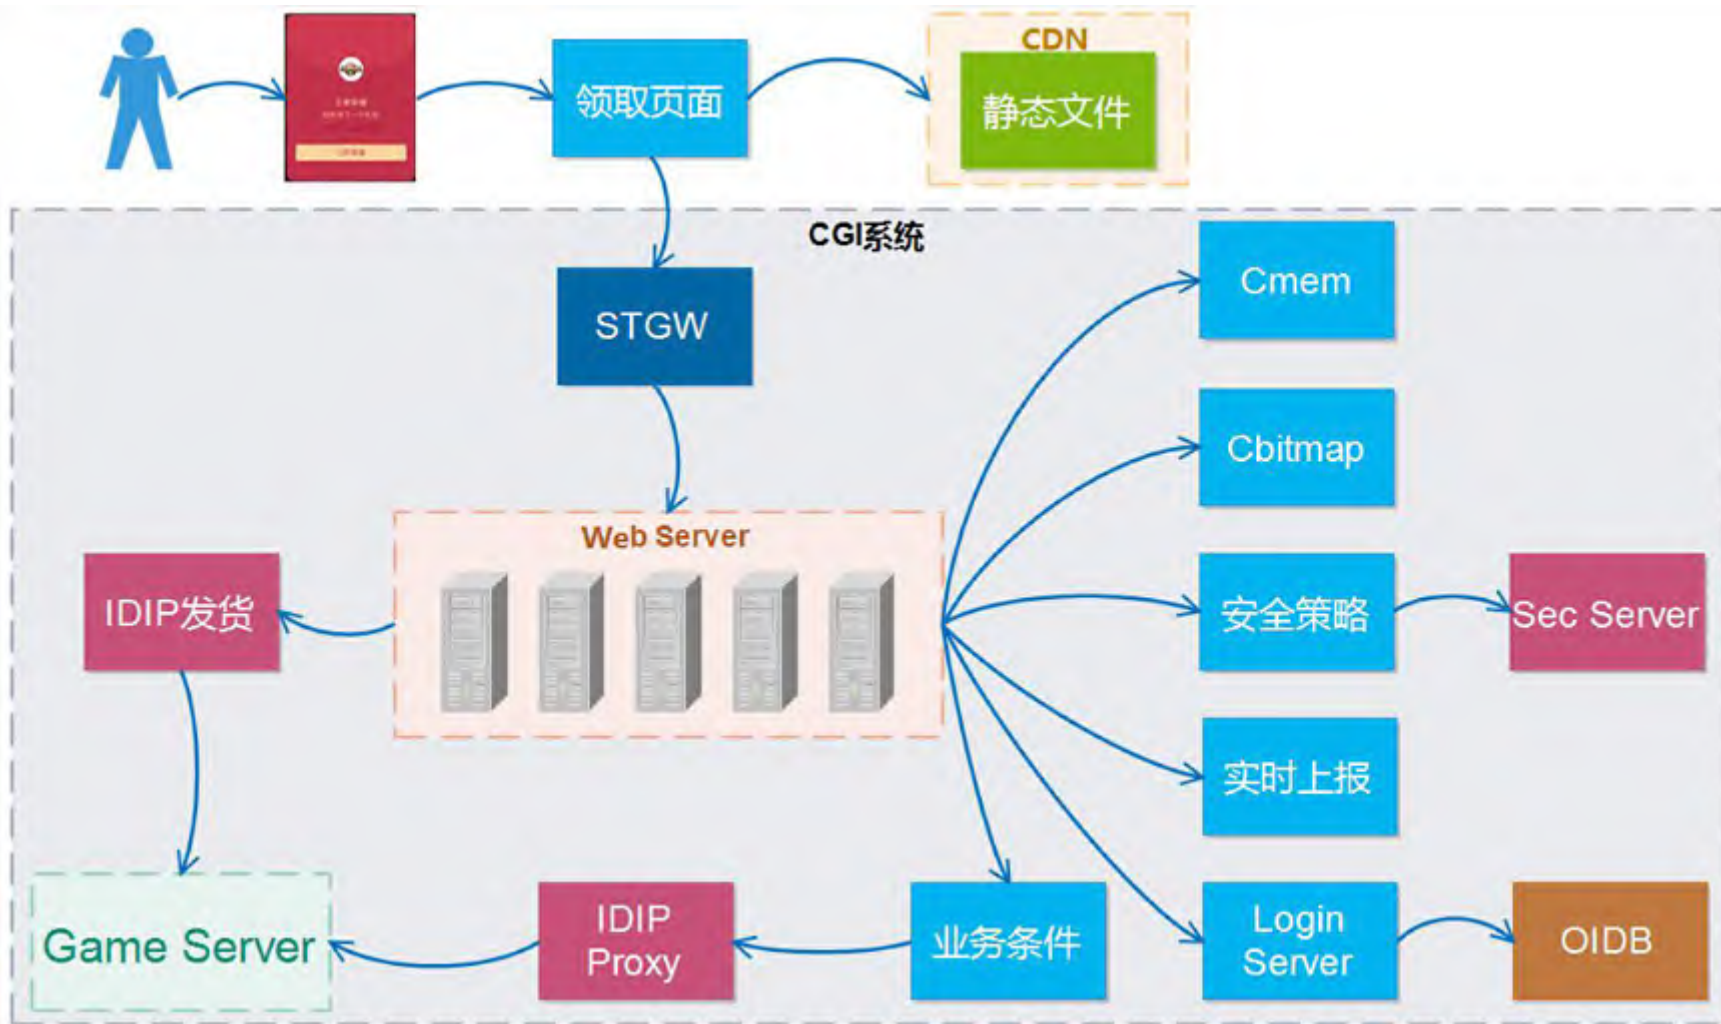 CDN
领取页面
静态文件
CGI系统
STGW
Cmem
Cbitmap
Web Server
IDIP发货
安全策略
Sec Server
实时上报
Game Server
IDIP
Proxy
业务条件
Login
Server
OIDB